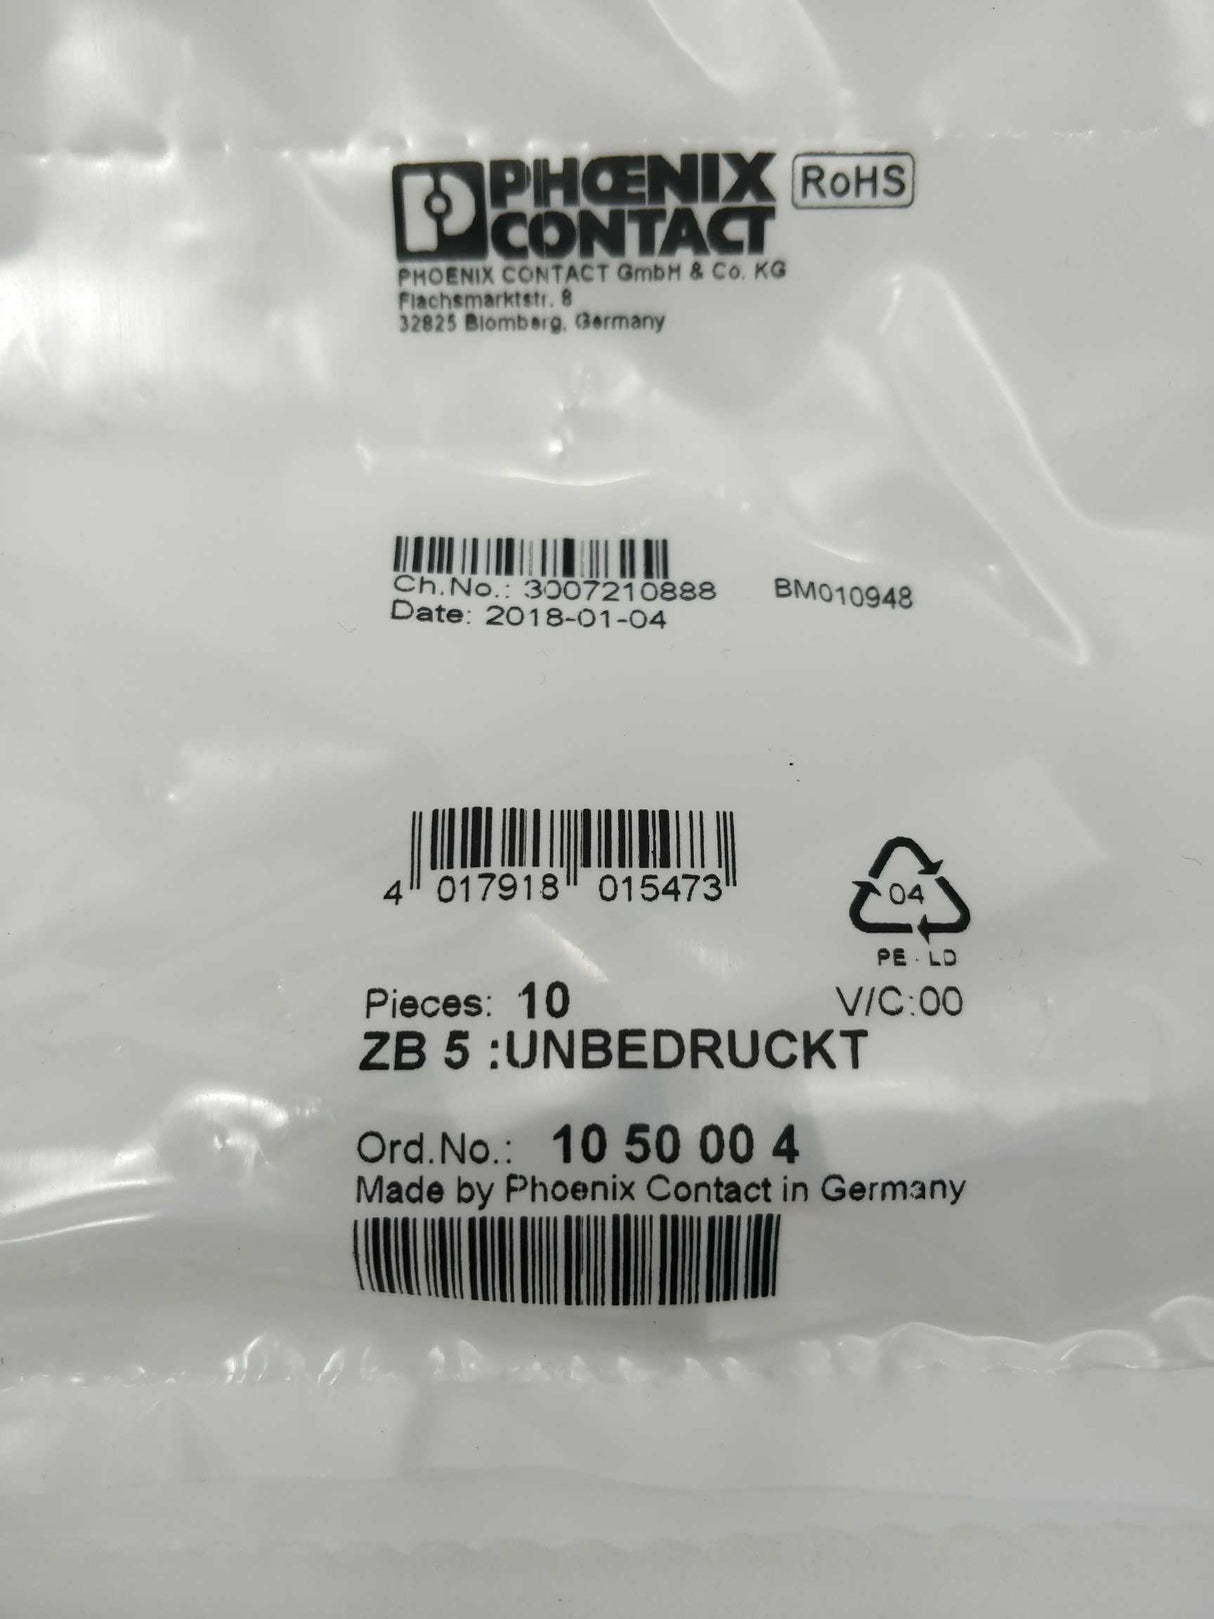 PHŒNIX
CONTACT
RoHS
PHOENIX CONTACT GmbH & Co. KG
Flachsmarktstr. 8
32825 Blomberg, Germany
Ch.No.: 3007210888 BM010948
Date: 2018-01-04
4 017918 015473
04
PE - LD
Pieces: 10 V/C:00
ZB 5 :UNBEDRUCKT
Ord.No.: 10 50 00 4
Made by Phoenix Contact in Germany